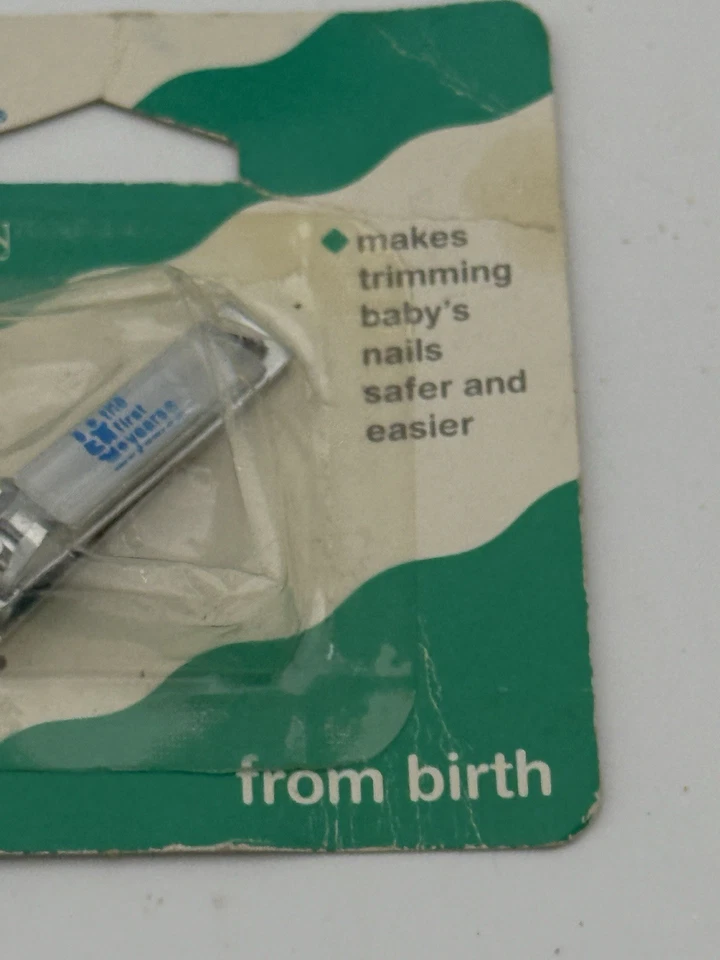 makes
trimming
baby's
nails
safer and
easier
the
first
years®
from birth